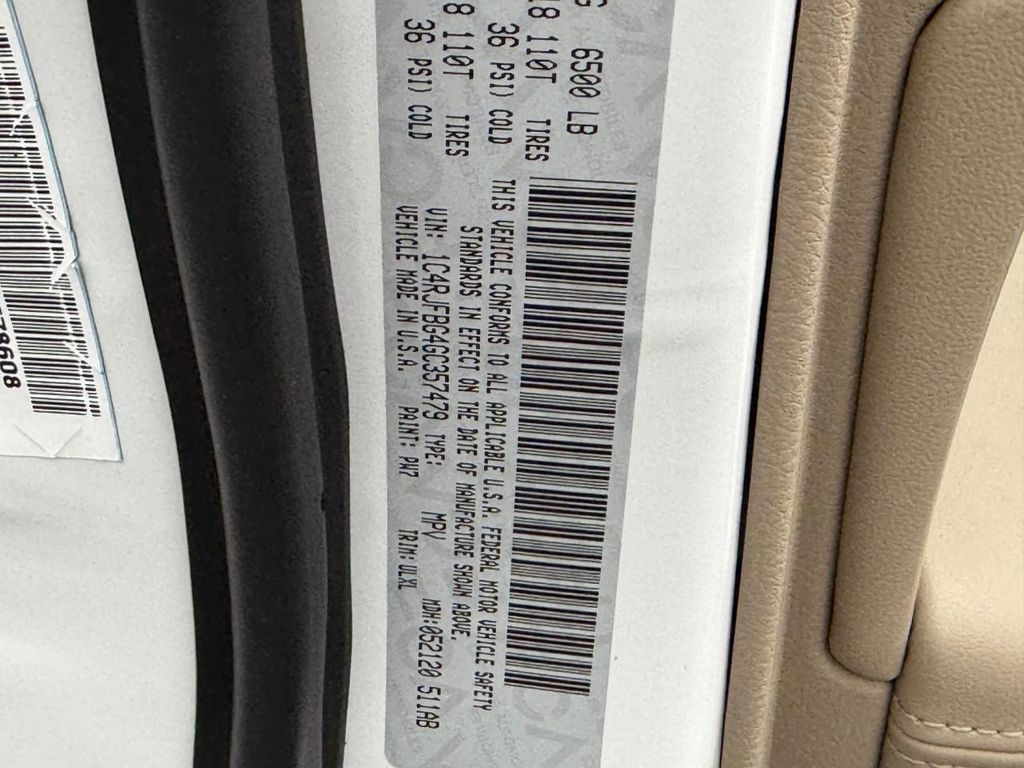 6500 LB
18 110T TIRES
36 PSI) COLD
8 110T TIRES
36 PSI) COLD
THIS VEHICLE CONFORMS TO ALL APPLICABLE U.S.A. FEDERAL MOTOR VEHICLE SAFETY
STANDARDS IN EFFECT ON THE DATE OF MANUFACTURE SHOWN ABOVE.
VIN: 1C4RJFBG4GC357479 TYPE: MPV MDH:052120 511AB
VEHICLE MADE IN U.S.A. PAINT: PW7 TRIM: ULXL
78608